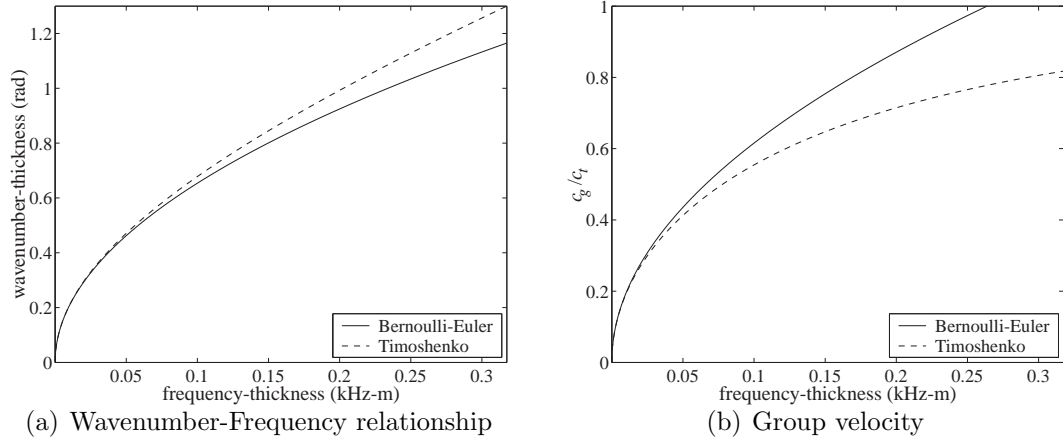 1.2
1
0.8
0.6
0.4
0.2
0
wavenumber-thickness (rad)
0.05
0.1
0.15
0.2
0.25
0.3
frequency-thickness (kHz-m)
Bernoulli-Euler
Timoshenko
(a) Wavenumber-Frequency relationship
1
0.8
0.6
0.4
0.2
0
c_g/c_t
0.05
0.1
0.15
0.2
0.25
0.3
frequency-thickness (kHz-m)
Bernoulli-Euler
Timoshenko
(b) Group velocity